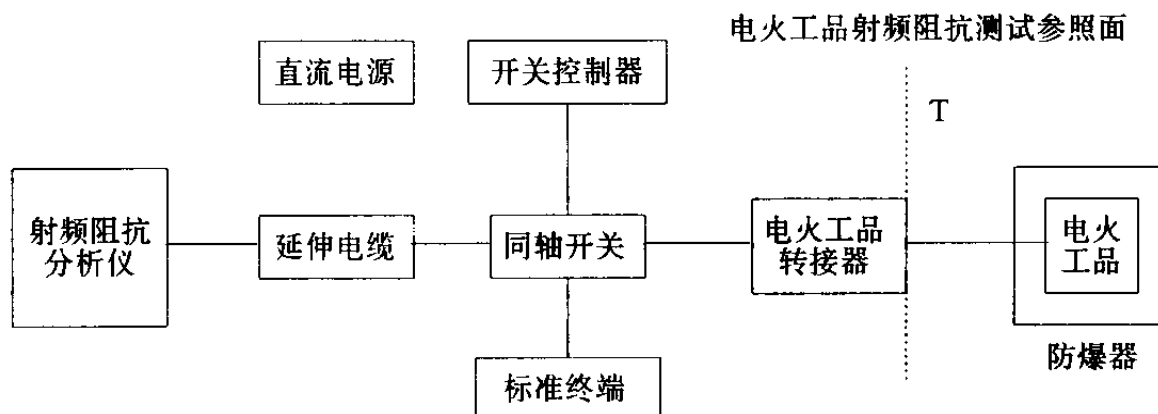 电火工品射频阻抗测试参照面
直流电源
开关控制器
T
射频阻抗
分析仪
延伸电缆
同轴开关
电火工品
转接器
电火
工品
防爆器
标准终端